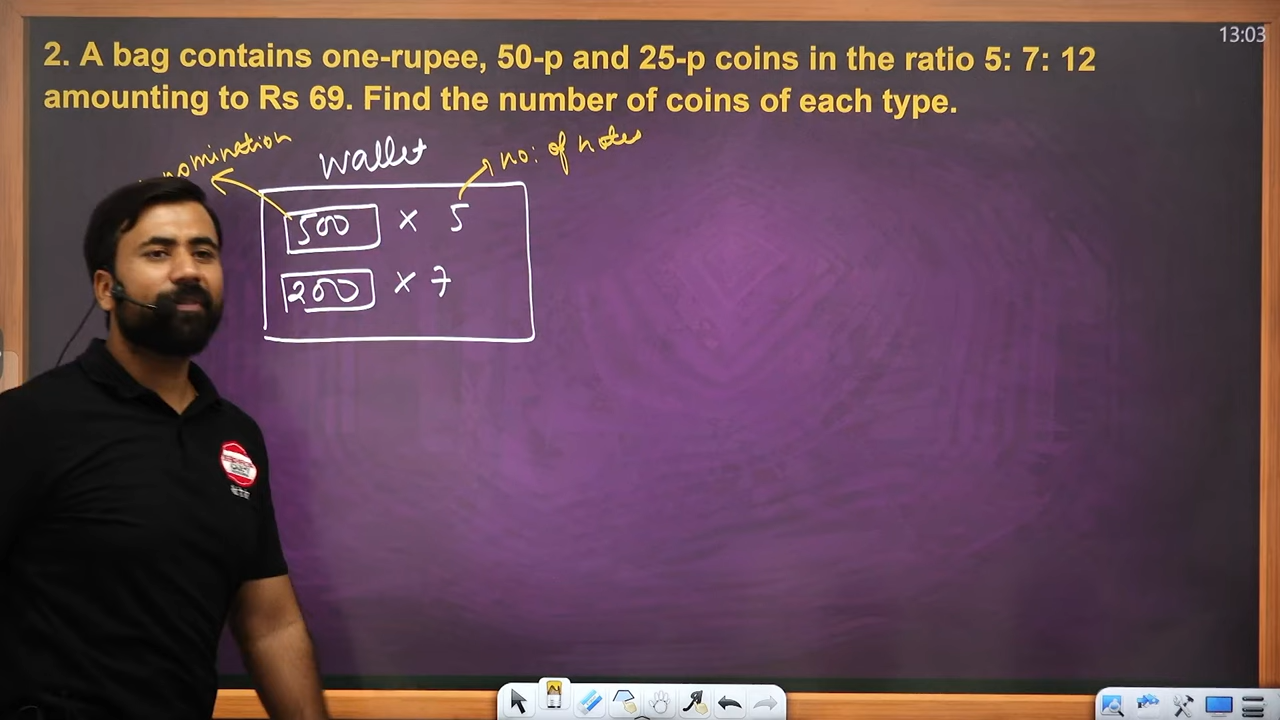 13:03
2. A bag contains one-rupee, 50-p and 25-p coins in the ratio 5: 7: 12
amounting to Rs 69. Find the number of coins of each type.
wallet
no: of notes
500 x 5
200 x 7